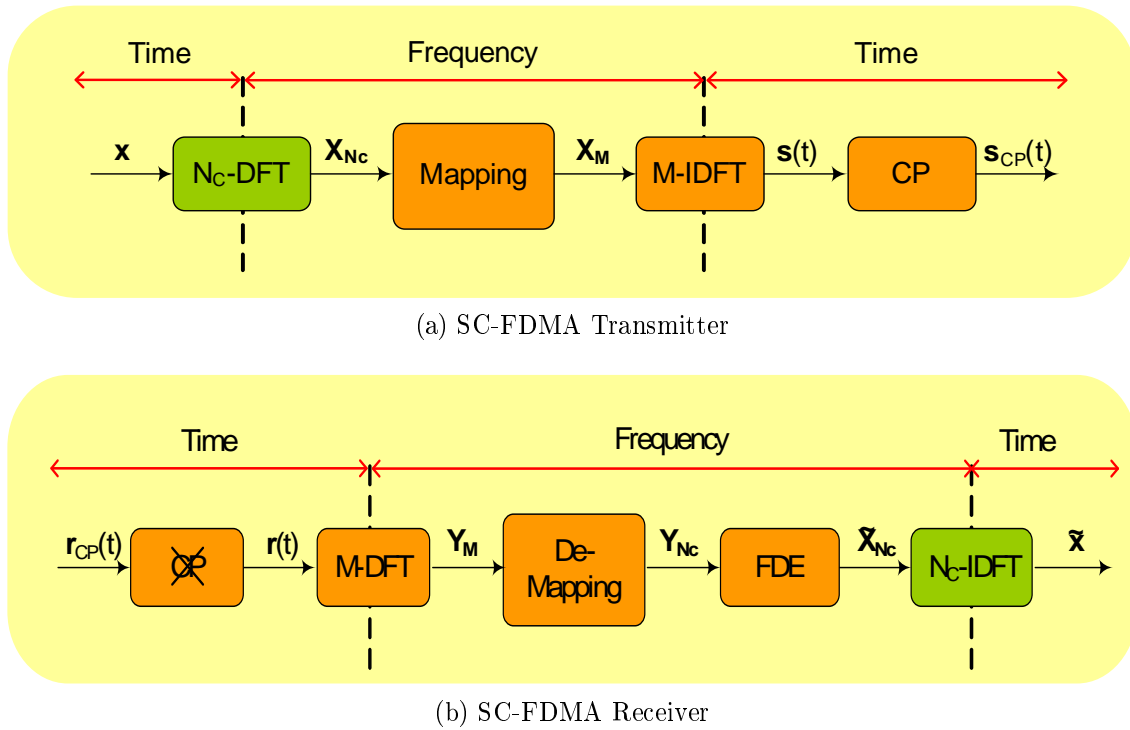 Time Frequency Time
x N_C-DFT X_Nc Mapping X_M M-IDFT s(t) CP s_CP(t)
(a) SC-FDMA Transmitter
Time Frequency Time
r_CP(t) CP r(t) M-DFT Y_M De-
Mapping Y_Nc FDE X̃_Nc N_C-IDFT x̃
(b) SC-FDMA Receiver